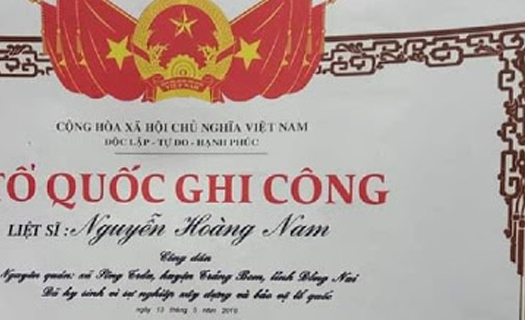 CỘNG HÒA XÃ HỘI CHỦ NGHĨA VIỆT NAM
ĐỘC LẬP - TỰ DO - HẠNH PHÚC
TỔ QUỐC GHI CÔNG
LIỆT SĨ : Nguyễn Hoàng Nam
Công dân
Nguyên quán: xã Sông Trầu, huyện Trảng Bom, tỉnh Đồng Nai
Đã hy sinh vì sự nghiệp xây dựng và bảo vệ tổ quốc
ngày 13 tháng 5 năm 2019